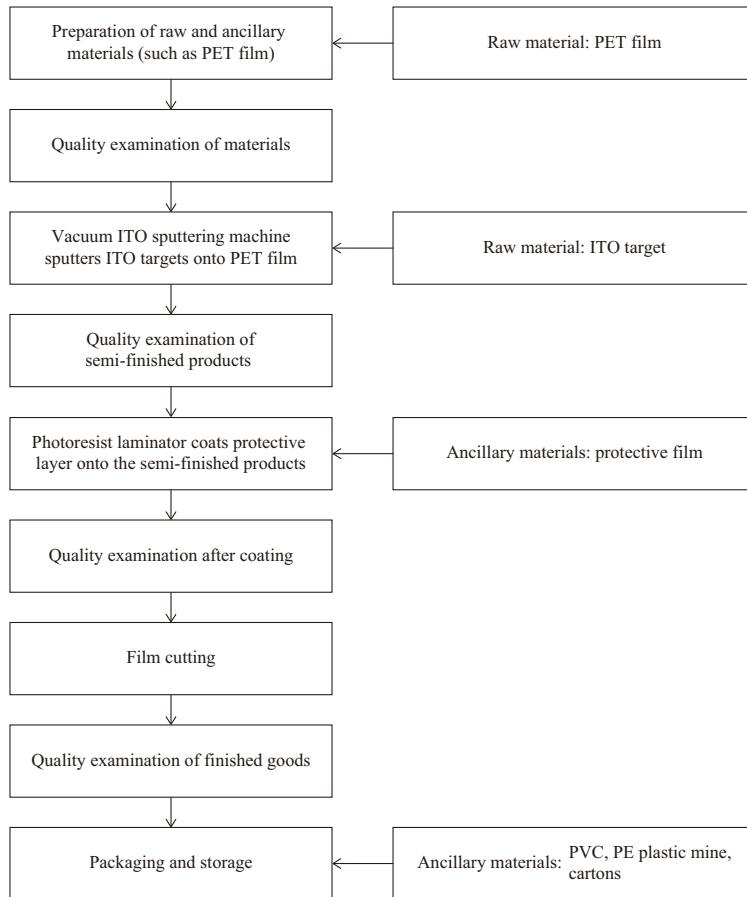 Preparation of raw and ancillary
materials (such as PET film)
Raw material: PET film
Quality examination of materials
Vacuum ITO sputtering machine
sputters ITO targets onto PET film
Raw material: ITO target
Quality examination of
semi-finished products
Photoresist laminator coats protective
layer onto the semi-finished products
Ancillary materials: protective film
Quality examination after coating
Film cutting
Quality examination of finished goods
Packaging and storage
Ancillary materials: PVC, PE plastic mine,
cartons